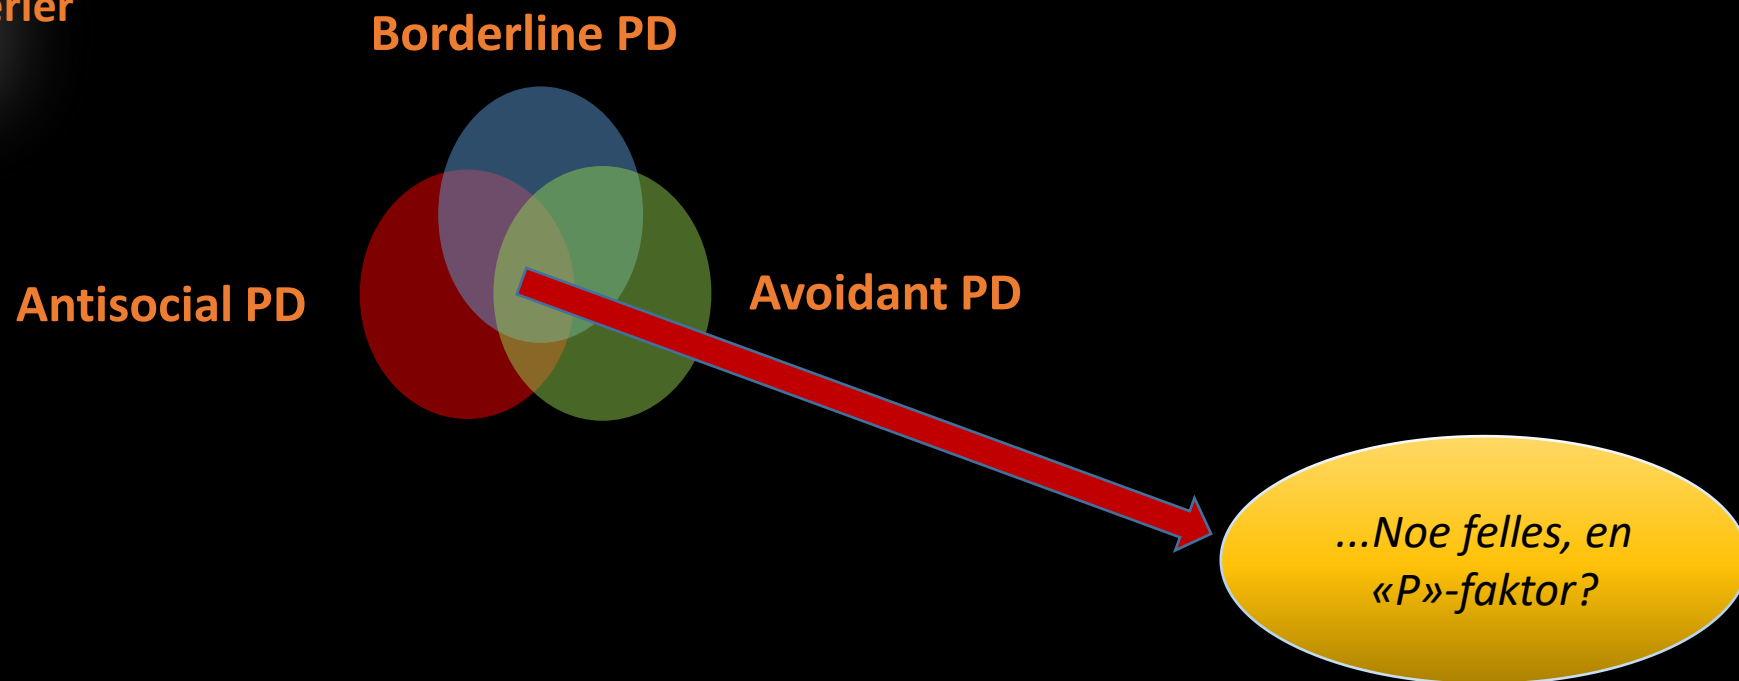 Borderline PD
Antisocial PD
Avoidant PD
...Noe felles, en
«P»-faktor?